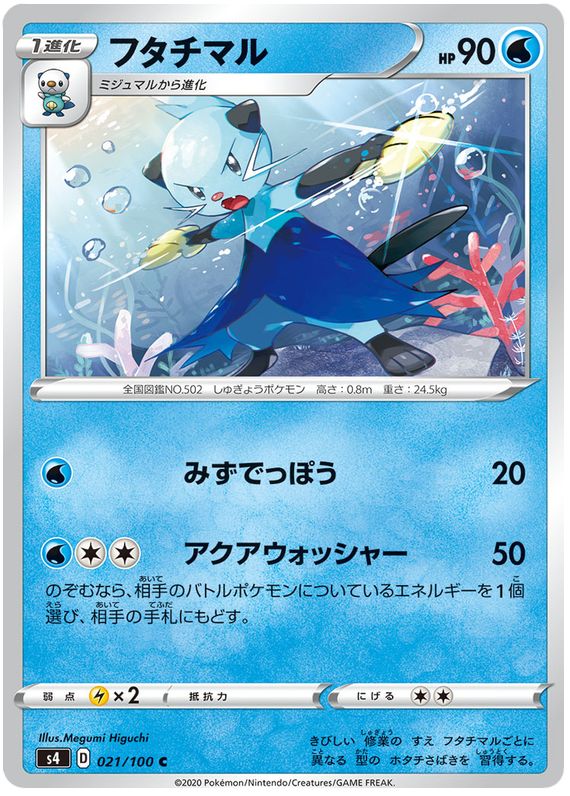 1進化 フタチマル HP90
ミジュマルから進化
全国図鑑NO.502 しゅぎょうポケモン 高さ:0.8m 重さ:24.5kg
みずでっぽう 20
アクアウォッシャー 50
のぞむなら、相手のバトルポケモンについているエネルギーを1個
選び、相手の手札にもどす。
弱点 ×2 抵抗力 にげる
Illus.Megumi Higuchi
s4 D 021/100 C
きびしい 修業の すえ フタチマルごとに
異なる 型の ホタチさばきを 習得する。
©2020 Pokémon/Nintendo/Creatures/GAME FREAK.